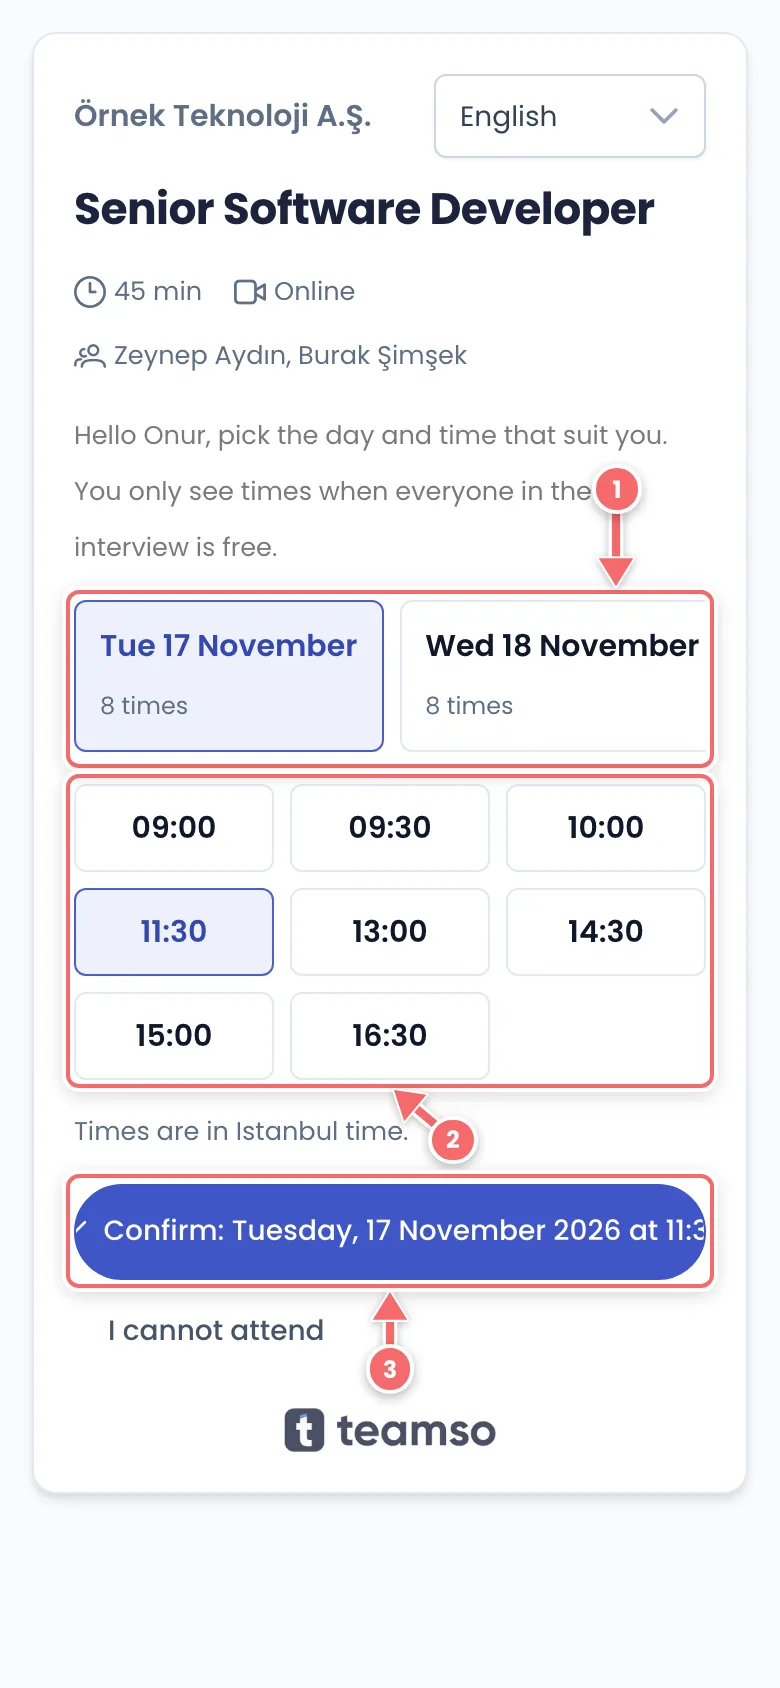 Örnek Teknoloji A.Ş.
English
Senior Software Developer
45 min
Online
Zeynep Aydın, Burak Şimşek
Hello Onur, pick the day and time that suit you.
You only see times when everyone in the
interview is free.
1
Tue 17 November
Wed 18 November
8 times
8 times
09:00
09:30
10:00
11:30
13:00
14:30
15:00
16:30
Times are in Istanbul time.
2
Confirm: Tuesday, 17 November 2026 at 11:3
I cannot attend
3
teamso